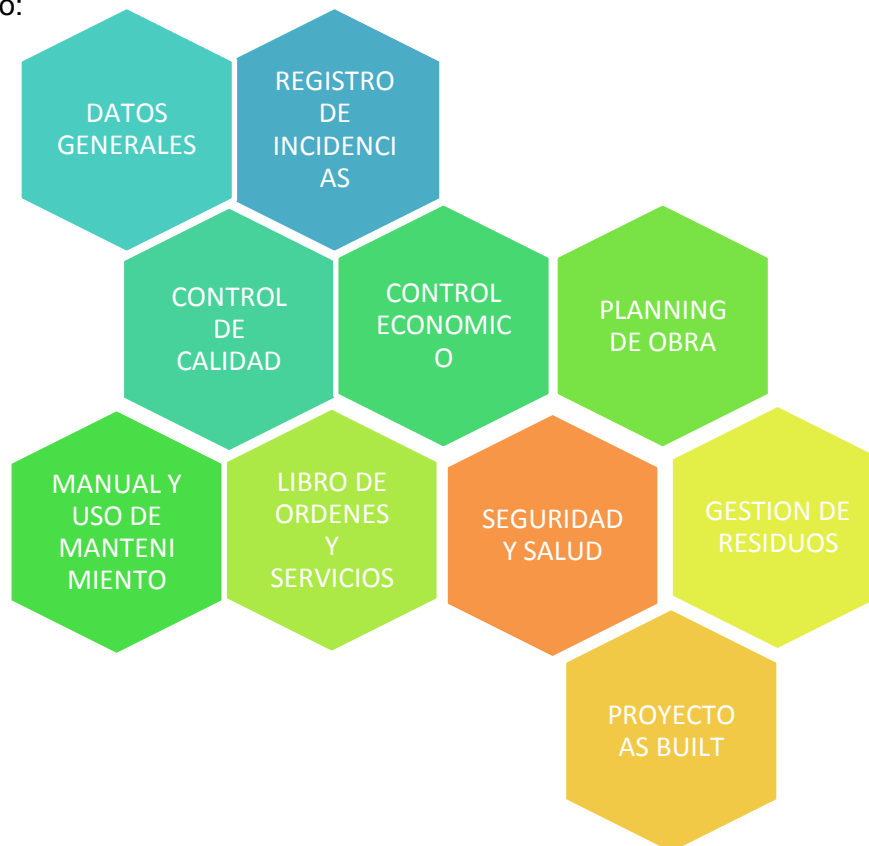 o:
DATOS
GENERALES
REGISTRO
DE
INCIDENCI
AS
CONTROL
DE
CALIDAD
CONTROL
ECONOMIC
O
PLANNING
DE OBRA
MANUAL Y
USO DE
MANTENI
MIENTO
LIBRO DE
ORDENES
Y
SERVICIOS
SEGURIDAD
Y SALUD
GESTION DE
RESIDUOS
PROYECTO
AS BUILT